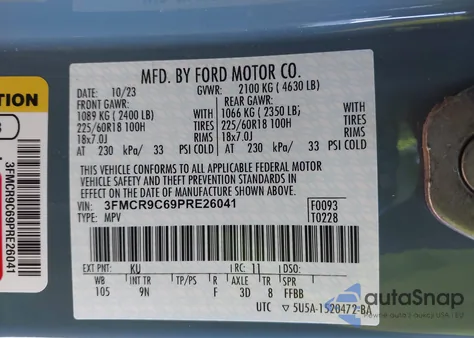 MFD. BY FORD MOTOR CO.
DATE: 10/23 GVWR: 2100 KG ( 4630 LB)
FRONT GAWR: REAR GAWR:
1089 KG ( 2400 LB) 1066 KG ( 2350 LB)
225/60R18 100H TIRES 225/60R18 100H TIRES
18x7.0J RIMS 18x7.0J RIMS
AT 230 kPa/ 33 PSI COLD AT 230 kPa/ 33 PSI COLD
THIS VEHICLE CONFORMS TO ALL APPLICABLE FEDERAL MOTOR
VEHICLE SAFETY AND THEFT PREVENTION STANDARDS IN
EFFECT ON THE DATE OF MANUFACTURE SHOWN ABOVE.
VIN: 3FMCR9C69PRE26041 F0093
TYPE: MPV T0228
EXT PNT: KU RC: 11 DSO:
WB INT TR TP/PS R AXLE TR SPR
105 9N F 3D 8 FFBB
UTC 5U5A-1520472-BA
TION
3FMCR9C69PRE26041
autoSnap